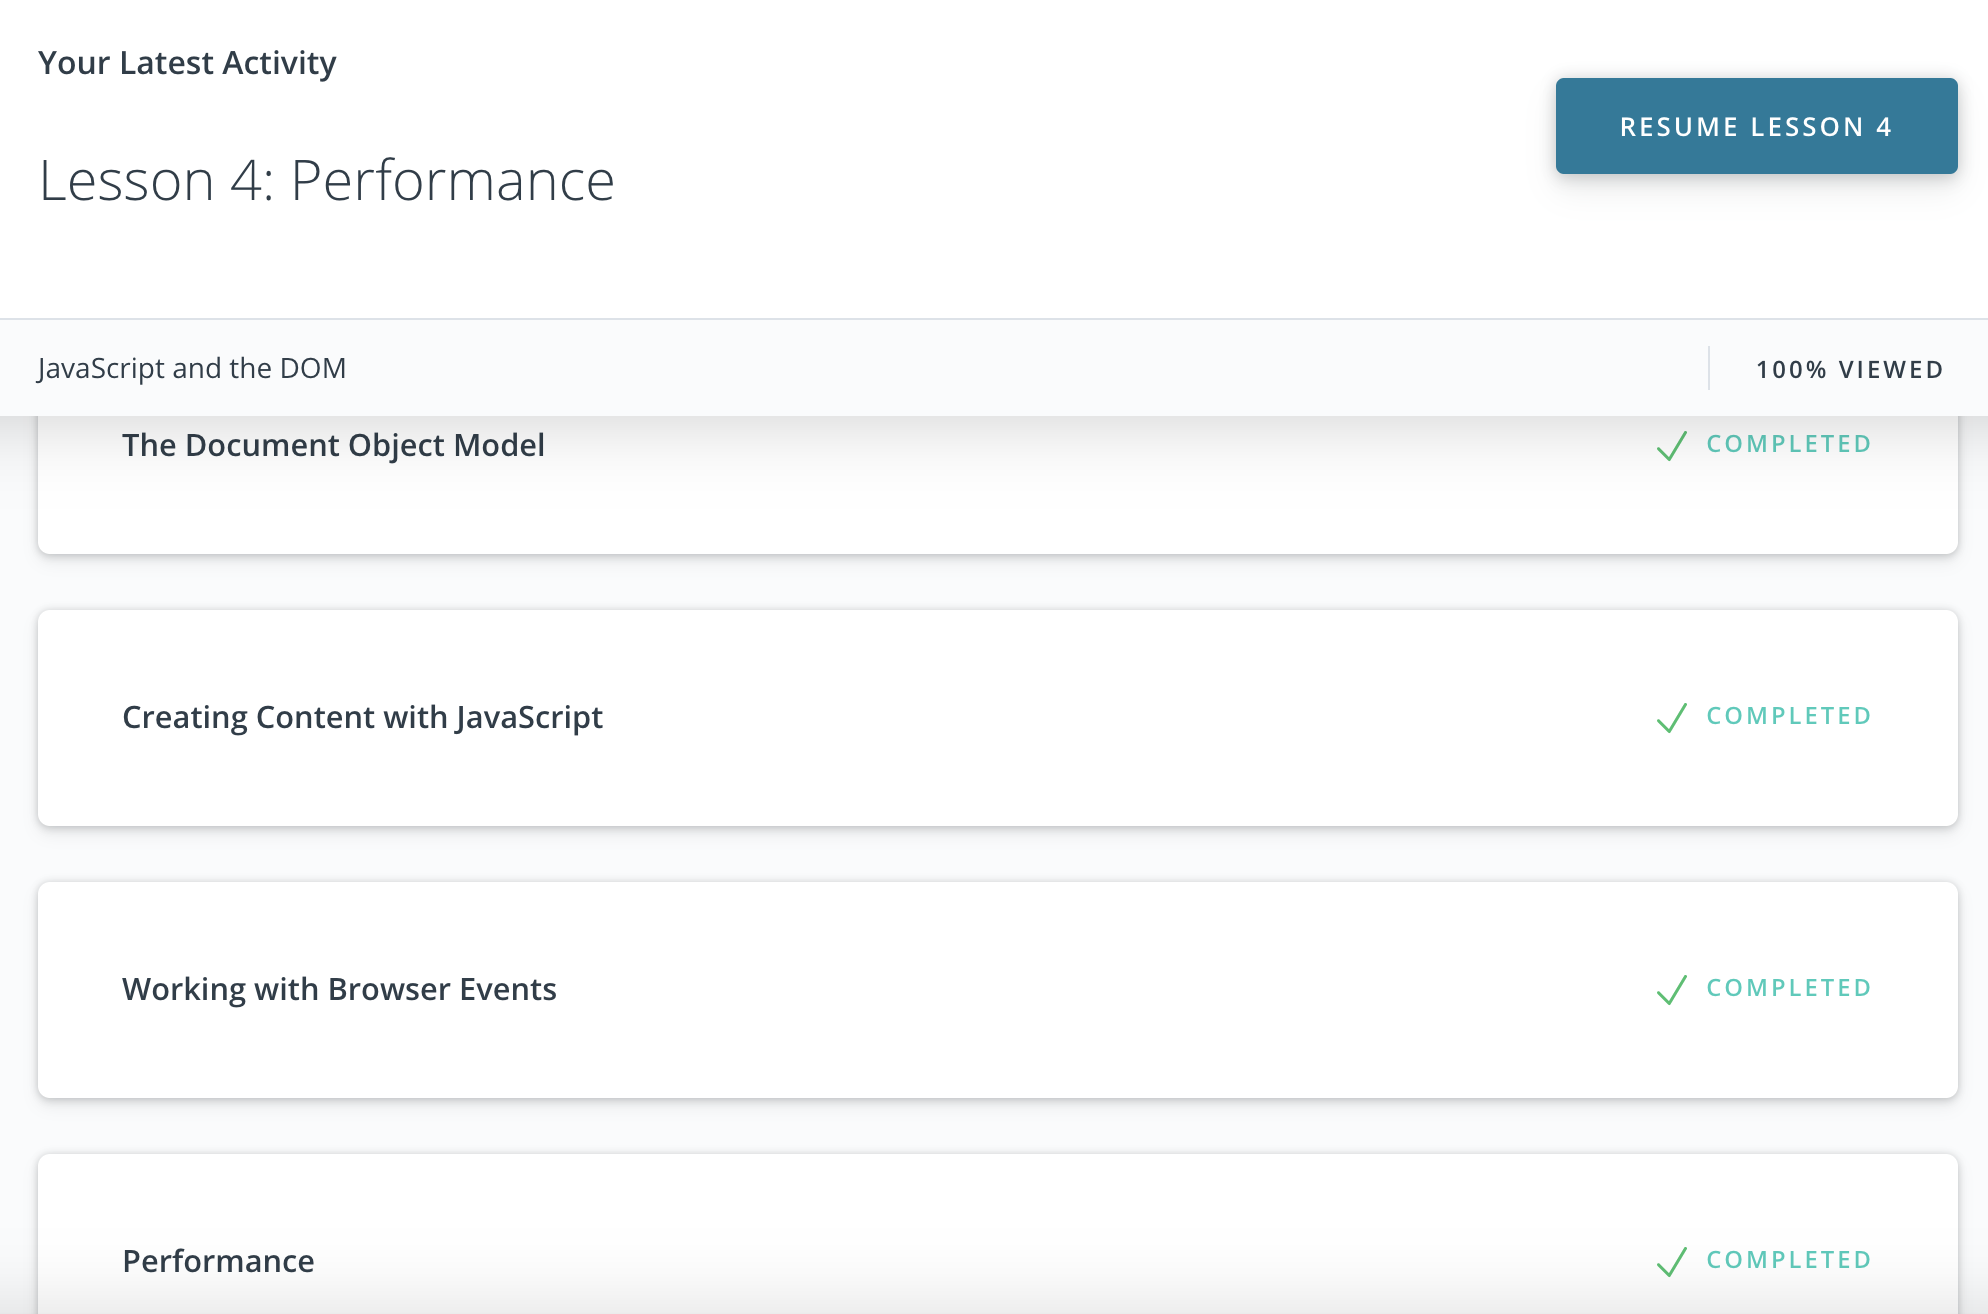 Your Latest Activity
RESUME LESSON 4
Lesson 4: Performance
JavaScript and the DOM
100% VIEWED
The Document Object Model
COMPLETED
Creating Content with JavaScript
COMPLETED
Working with Browser Events
COMPLETED
Performance
COMPLETED